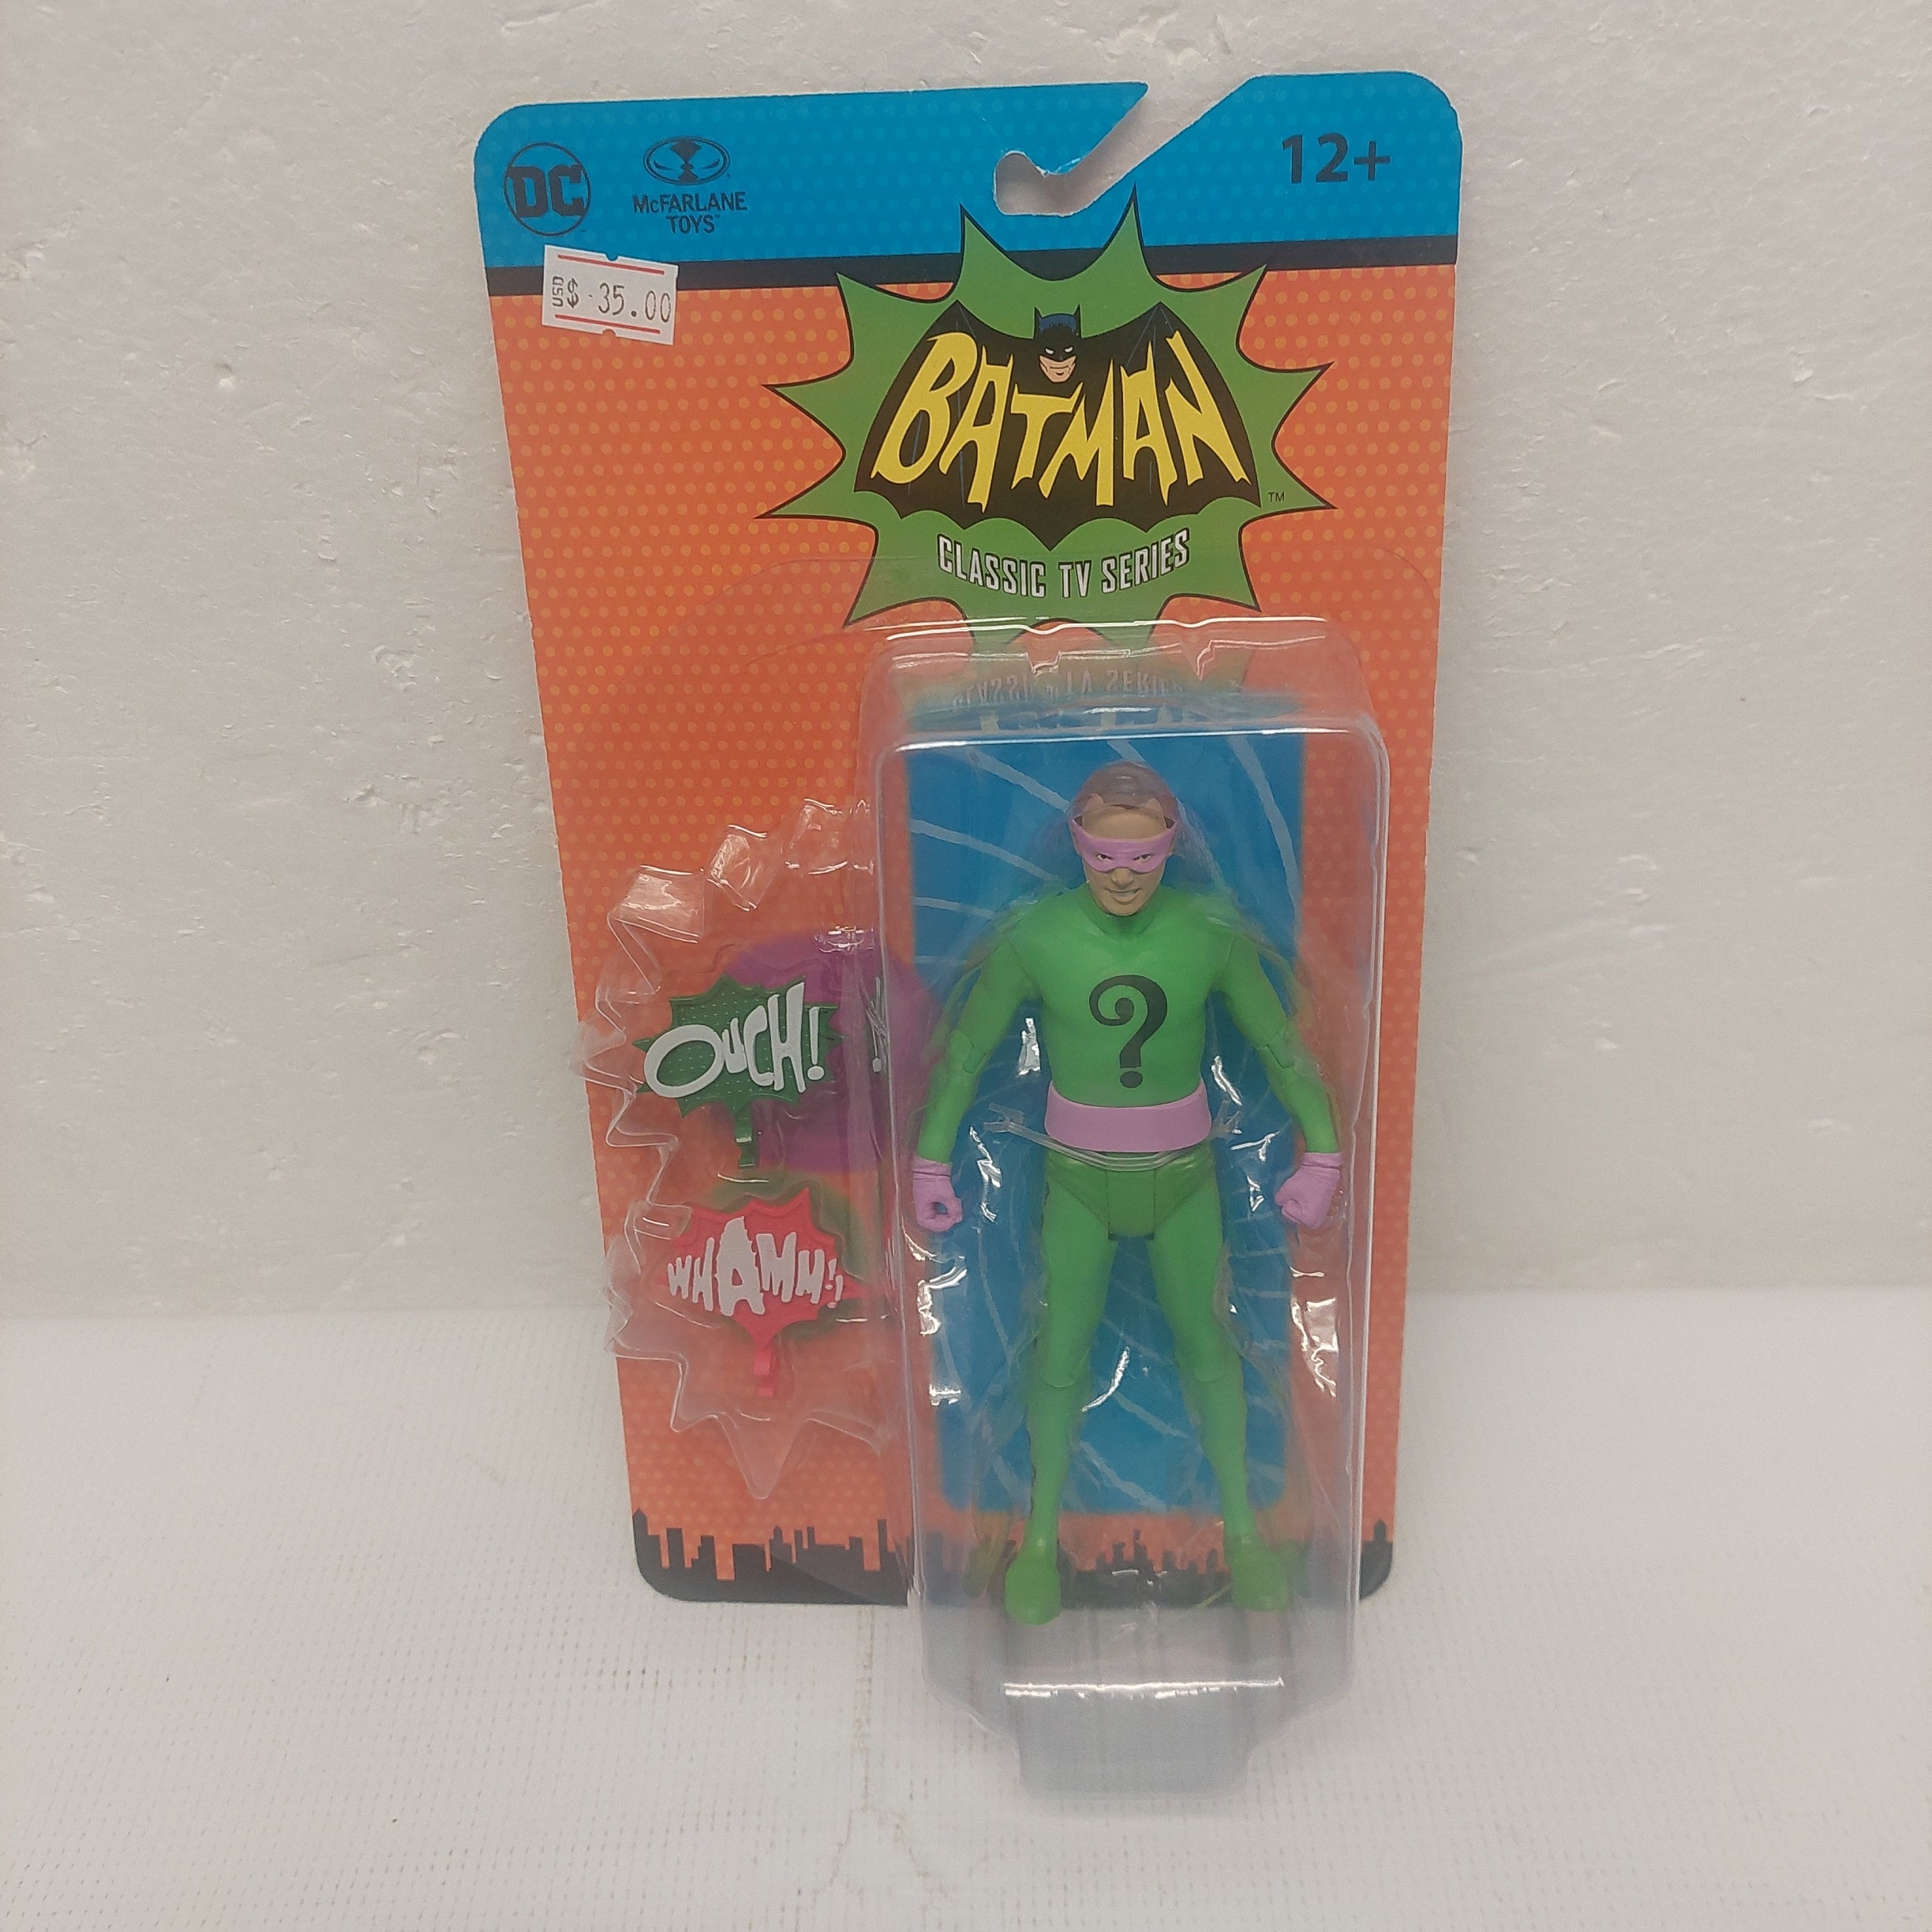 DC
McFARLANE
TOYS
12+
USD $ 35.00
BATMAN
TM
CLASSIC TV SERIES
OUCH!
?
WHAMM!